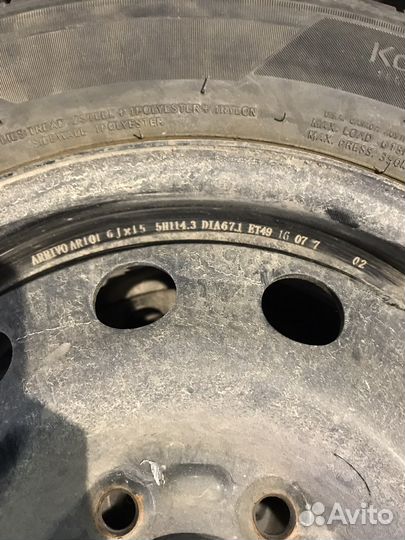 PLIES: TREAD 2STEEL + 1POLYESTER + 1NYLON
SIDEWALL 1POLYESTER
MAX. LOAD
MAX. PRESS.
ARRIVO AR101 6Jx15 5H114.3 DIA67.1 ET49 16 07 7 02
Avito